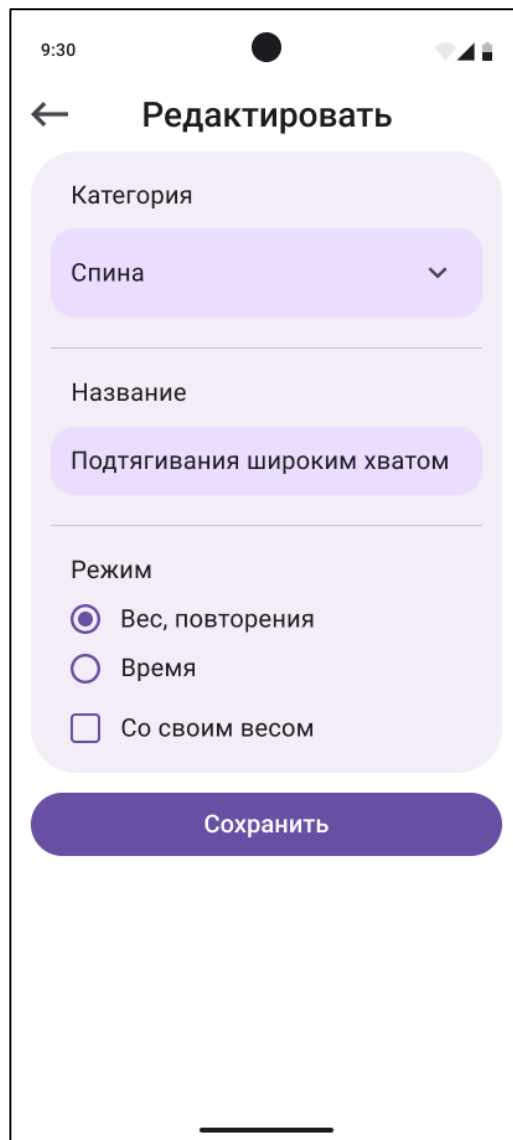 9:30
Редактировать
Категория
Спина
Название
Подтягивания широким хватом
Режим
Вес, повторения
Время
Со своим весом
Сохранить